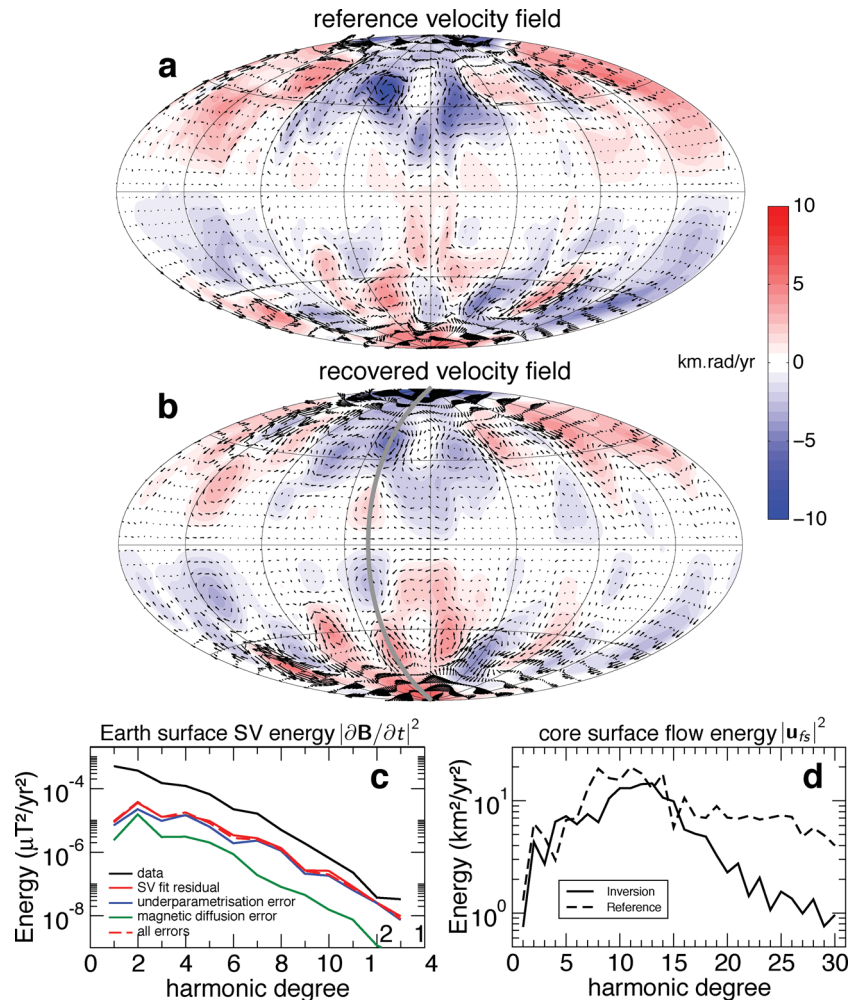 reference velocity field
a
10
5
km.rad/yr
0
−5
−10
recovered velocity field
b
Earth surface SV energy |∂B/∂t|²
c
Energy (μT²/yr²)
10⁻⁴
10⁻⁶
10⁻⁸
data
SV fit residual
underparametrisation error
magnetic diffusion error
all errors
0 2 4 6 8 10 12 14
harmonic degree
core surface flow energy |u_fs|²
d
Energy (km²/yr²)
10¹
10⁰
Inversion
Reference
0 5 10 15 20 25 30
harmonic degree